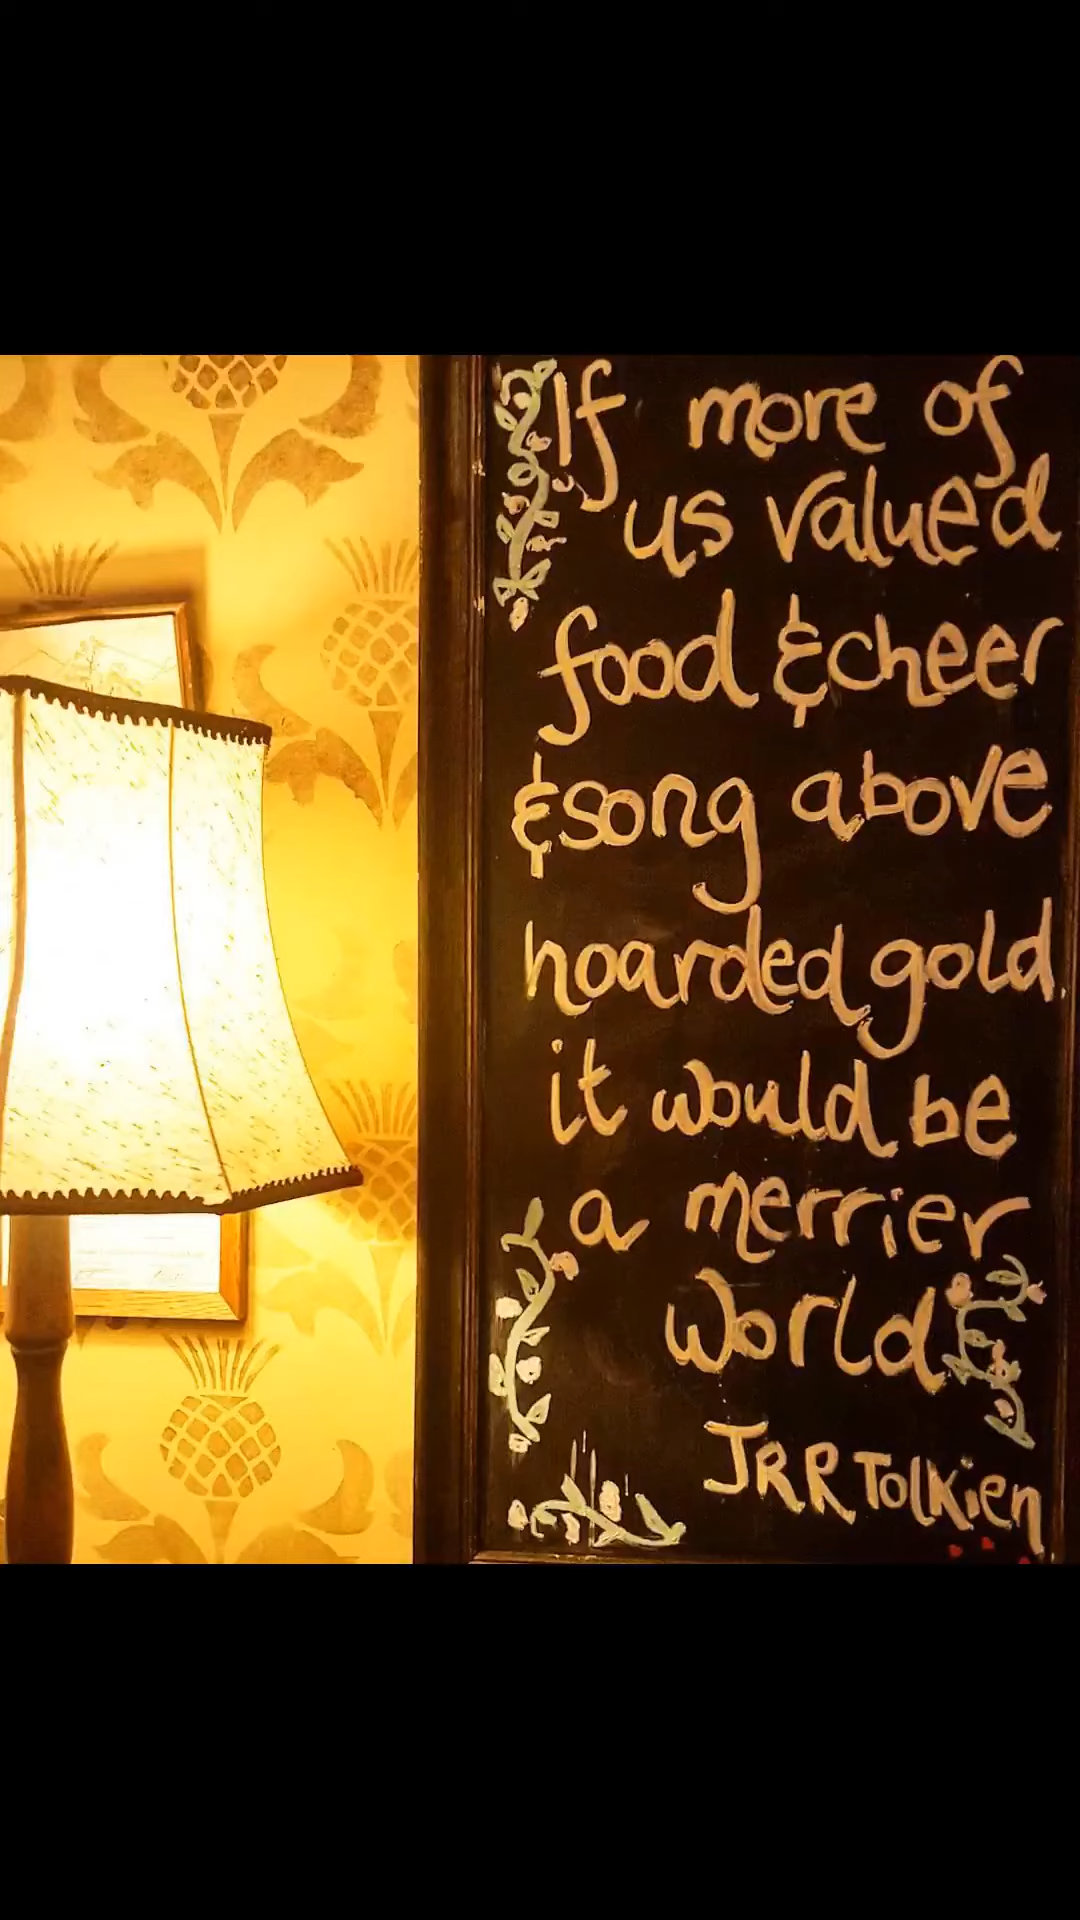 If more of
us valued
food & cheer
& song above
hoarded gold.
it would be
a merrier
world
JRR Tolkien